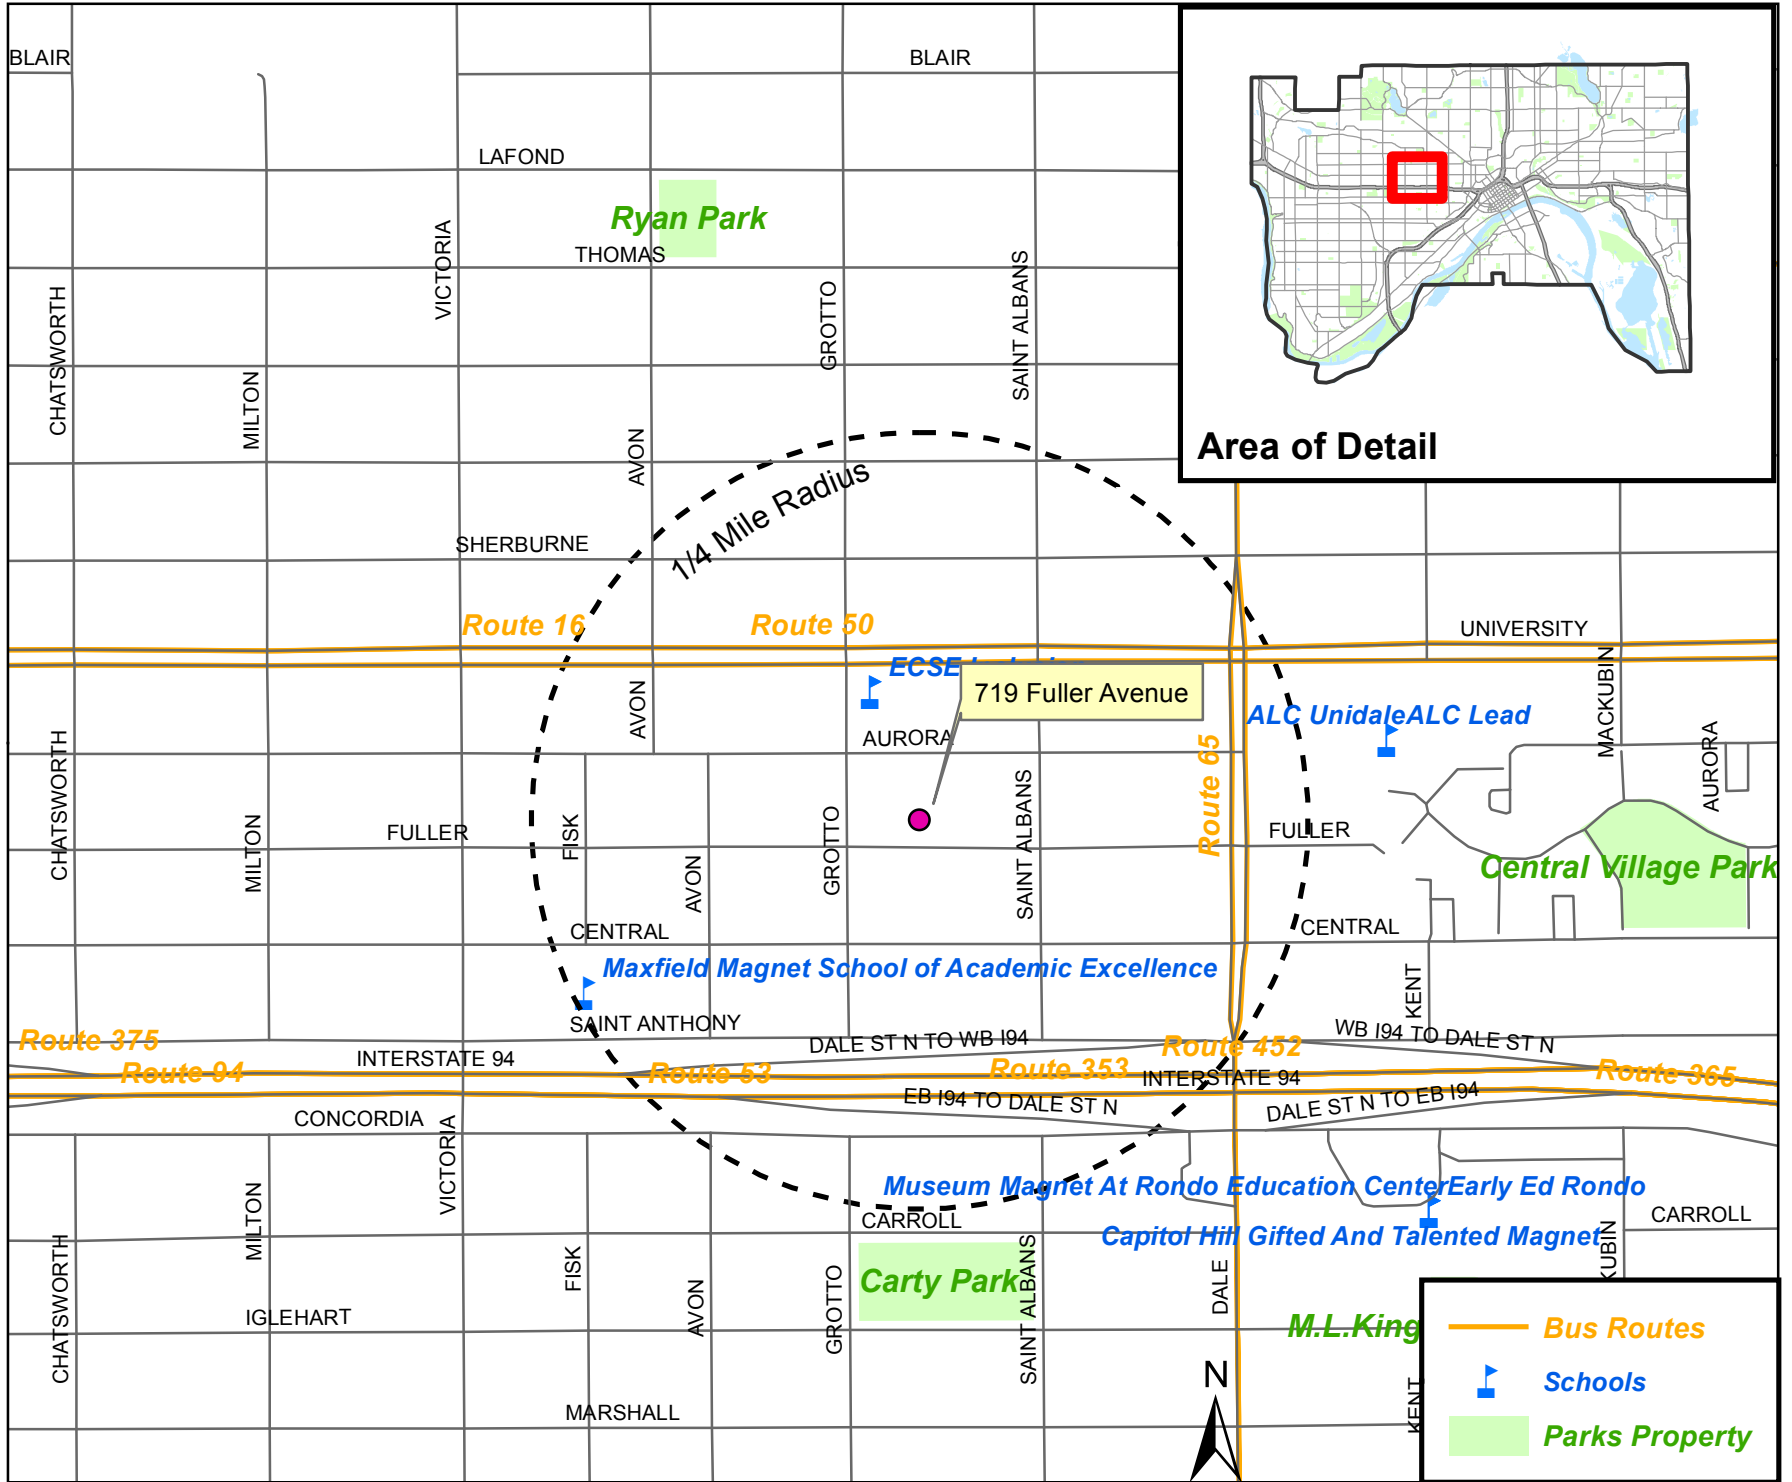 BLAIR
BLAIR
LAFOND
Ryan Park
THOMAS
VICTORIA
SAINT ALBANS
GROTTO
CHATSWORTH
MILTON
AVON
Area of Detail
1/4 Mile Radius
SHERBURNE
Route 16
Route 50
UNIVERSITY
ECSE
719 Fuller Avenue
MACKUBIN
AVON
ALC UnidaleALC Lead
AURORA
AURORA
CHATSWORTH
Route 65
SAINT ALBANS
MILTON
FULLER
FISK
GROTTO
FULLER
AVON
Central Village Park
CENTRAL
CENTRAL
Maxfield Magnet School of Academic Excellence
KENT
SAINT ANTHONY
Route 375
DALE ST N TO WB I94
Route 452
WB I94 TO DALE ST N
INTERSTATE 94
Route 94
Route 53
Route 353
INTERSTATE 94
Route 365
EB I94 TO DALE ST N
DALE ST N TO EB I94
CONCORDIA
VICTORIA
Museum Magnet At Rondo Education CenterEarly Ed Rondo
MILTON
CARROLL
CARROLL
Capitol Hill Gifted And Talented Magnet
KUBIN
CHATSWORTH
FISK
AVON
GROTTO
Carty Park
SAINT ALBANS
DALE
IGLEHART
M.L.King
Bus Routes
N
Schools
KENT
MARSHALL
Parks Property